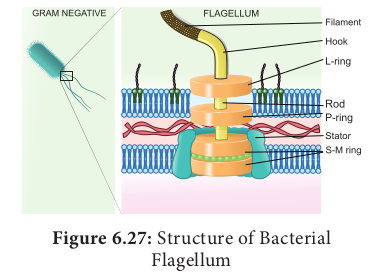 GRAM NEGATIVE
FLAGELLUM
Filament
Hook
L-ring
Rod
P-ring
Stator
S-M ring
Figure 6.27: Structure of Bacterial
Flagellum